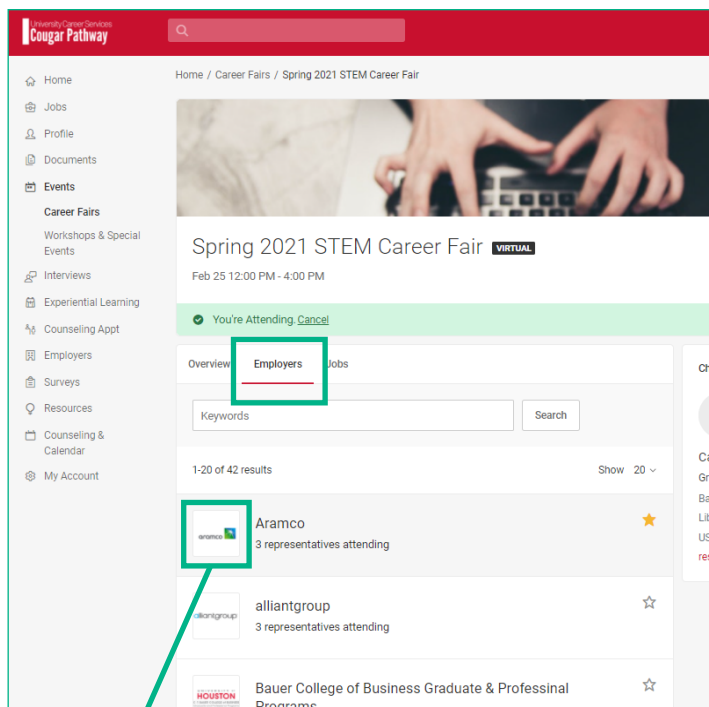 University Career Services
Cougar Pathway
Home
Jobs
Profile
Documents
Events
Career Fairs
Workshops & Special
Events
Interviews
Experiential Learning
Counseling Appt
Employers
Surveys
Resources
Counseling &
Calendar
My Account
Home / Career Fairs / Spring 2021 STEM Career Fair
Spring 2021 STEM Career Fair VIRTUAL
Feb 25 12:00 PM - 4:00 PM
You're Attending. Cancel
Overview Employers Jobs
Keywords Search
1-20 of 42 results Show 20
aramco
Aramco
3 representatives attending
alliantgroup
alliantgroup
3 representatives attending
HOUSTON
Bauer College of Business Graduate & Professinal
Programs